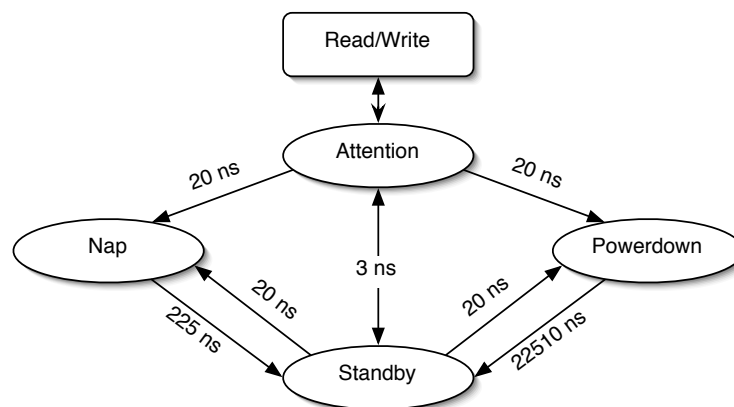 Read/Write
Attention
20 ns
20 ns
Nap
Powerdown
3 ns
20 ns
20 ns
225 ns
22510 ns
Standby